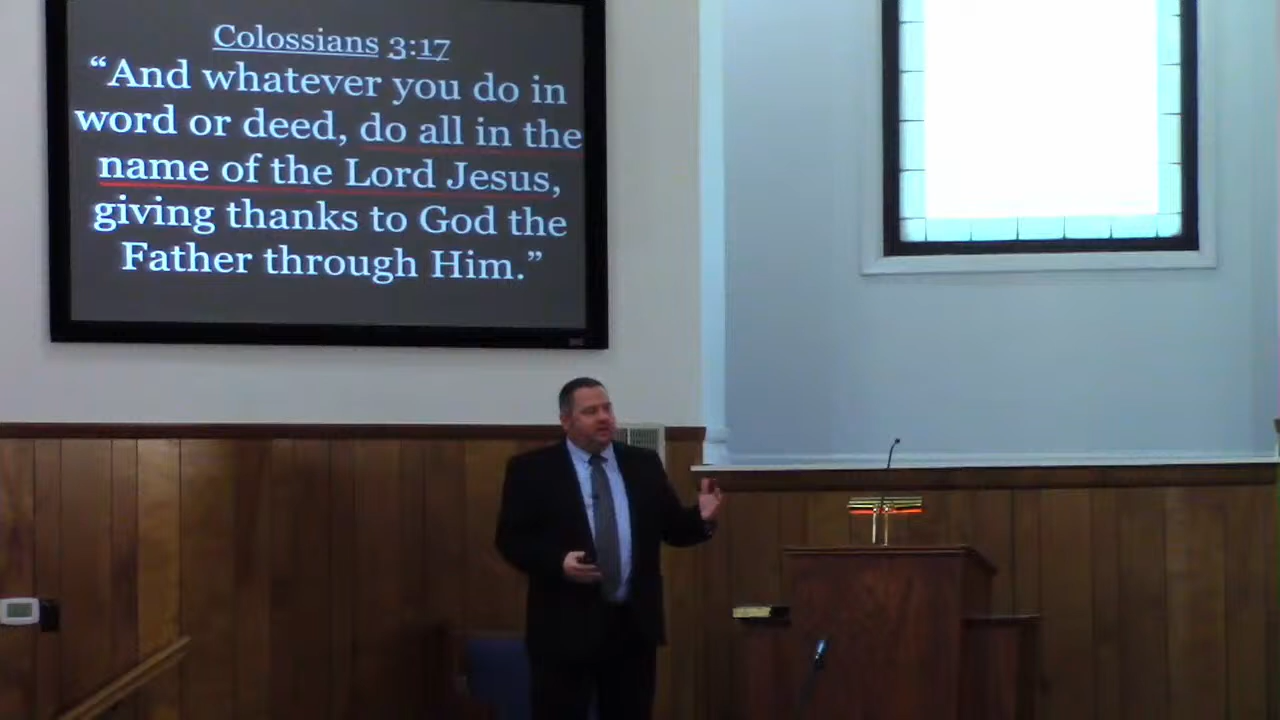 Colossians 3:17
“And whatever you do in
word or deed, do all in the
name of the Lord Jesus,
giving thanks to God the
Father through Him.”